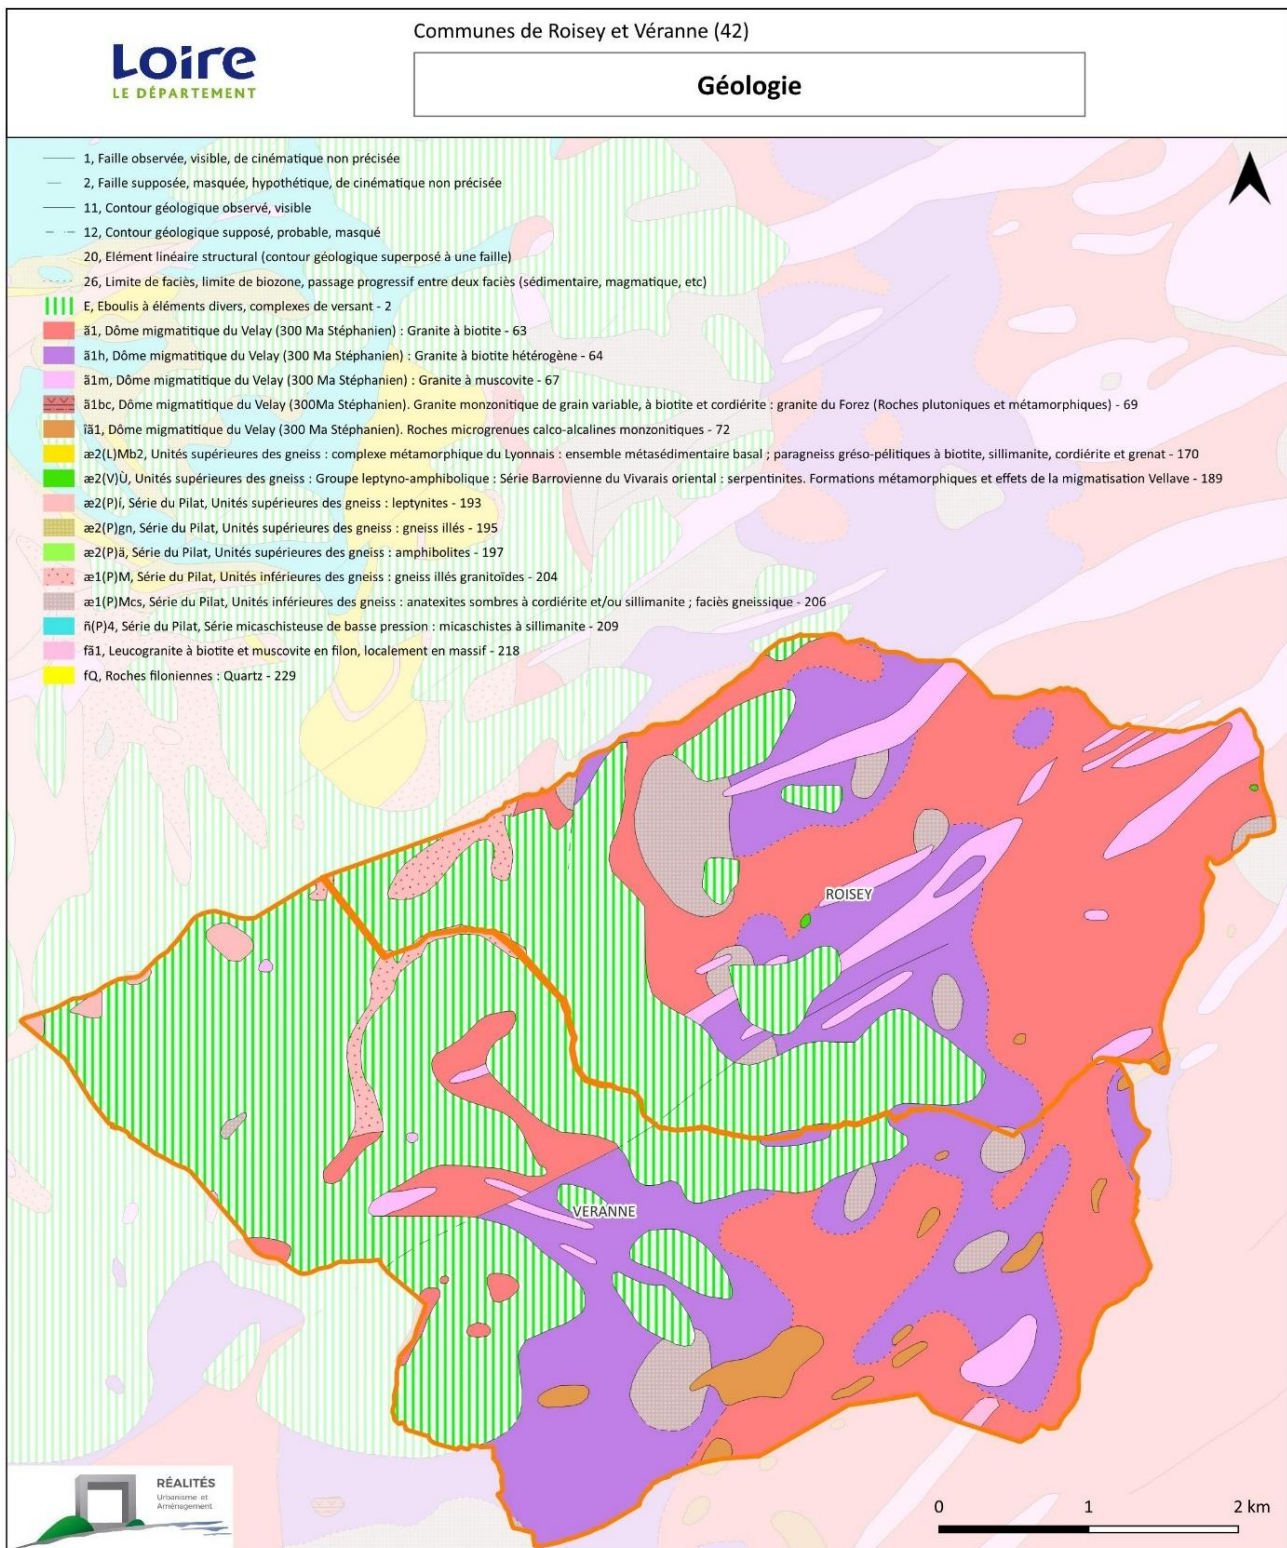 Loire
LE DÉPARTEMENT
Communes de Roisey et Véranne (42)
Géologie
1, Faille observée, visible, de cinématique non précisée
2, Faille supposée, masquée, hypothétique, de cinématique non précisée
11, Contour géologique observé, visible
12, Contour géologique supposé, probable, masqué
20, Elément linéaire structural (contour géologique superposé à une faille)
26, Limite de faciès, limite de biozone, passage progressif entre deux faciès (sédimentaire, magmatique, etc)
E, Eboulis à éléments divers, complexes de versant - 2
ã1, Dôme migmatitique du Velay (300 Ma Stéphanien) : Granite à biotite - 63
ã1h, Dôme migmatitique du Velay (300 Ma Stéphanien) : Granite à biotite hétérogène - 64
ã1m, Dôme migmatitique du Velay (300 Ma Stéphanien) : Granite à muscovite - 67
ã1bc, Dôme migmatitique du Velay (300Ma Stéphanien). Granite monzonitique de grain variable, à biotite et cordiérite : granite du Forez (Roches plutoniques et métamorphiques) - 69
îã1, Dôme migmatitique du Velay (300 Ma Stéphanien). Roches microgrenues calco-alcalines monzonitiques - 72
æ2(L)Mb2, Unités supérieures des gneiss : complexe métamorphique du Lyonnais : ensemble métasédimentaire basal ; paragneiss gréso-pélitiques à biotite, sillimanite, cordiérite et grenat - 170
æ2(V)Ù, Unités supérieures des gneiss : Groupe leptyno-amphibolique : Série Barrovienne du Vivarais oriental : serpentinites. Formations métamorphiques et effets de la migmatisation Vellave - 189
æ2(P)i, Série du Pilat, Unités supérieures des gneiss : leptynites - 193
æ2(P)gn, Série du Pilat, Unités supérieures des gneiss : gneiss illés - 195
æ2(P)ä, Série du Pilat, Unités supérieures des gneiss : amphibolites - 197
æ1(P)M, Série du Pilat, Unités inférieures des gneiss : gneiss illés granitoïdes - 204
æ1(P)Mcs, Série du Pilat, Unités inférieures des gneiss : anatexites sombres à cordiérite et/ou sillimanite ; faciès gneissique - 206
ñ(P)4, Série du Pilat, Série micaschisteuse de basse pression : micaschistes à sillimanite - 209
fã1, Leucogranite à biotite et muscovite en filon, localement en massif - 218
fQ, Roches filoniennes : Quartz - 229
ROISEY
VERANNE
RÉALITÉS
Urbanisme et
Aménagement
0 1 2 km